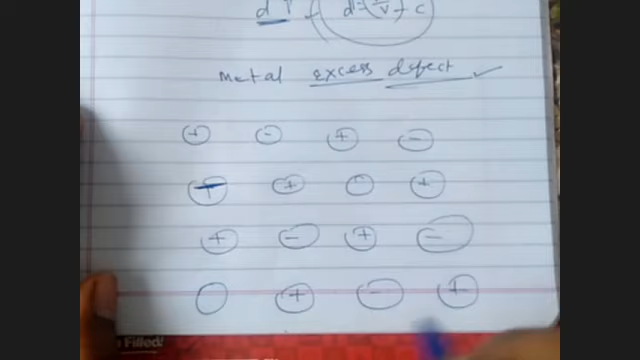 d
metal excess defect ✓
+ - + -
+ + +
+ - + -
+ - +
Filled!